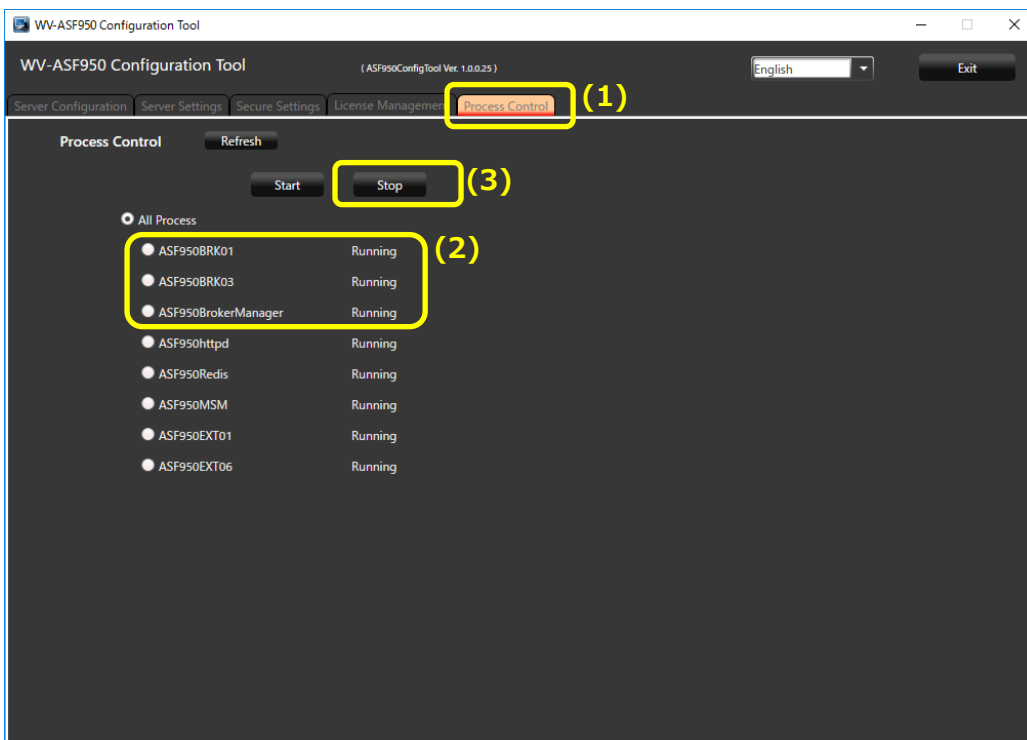 WV-ASF950 Configuration Tool
WV-ASF950 Configuration Tool ( ASF950ConfigTool Ver. 1.0.0.25 ) English Exit
Server Configuration Server Settings Secure Settings License Managemen Process Control (1)
Process Control Refresh
Start Stop (3)
All Process
ASF950BRK01 Running (2)
ASF950BRK03 Running
ASF950BrokerManager Running
ASF950httpd Running
ASF950Redis Running
ASF950MSM Running
ASF950EXT01 Running
ASF950EXT06 Running